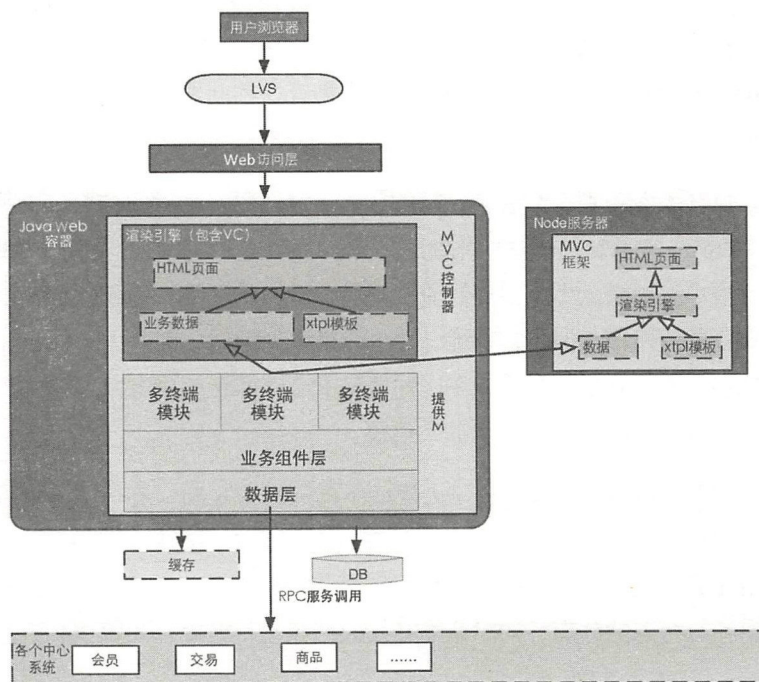 用户浏览器
LVS
Web访问层
Java Web
容器
渲染引擎（包含VC）
HTML页面
业务数据
xtpl模板
MVC控制器
提供M
多终端
模块
多终端
模块
多终端
模块
业务组件层
数据层
Node服务器
MVC
框架
HTML页面
渲染引擎
数据
xtpl模板
缓存
DB
RPC服务调用
各个中心
系统
会员
交易
商品
……